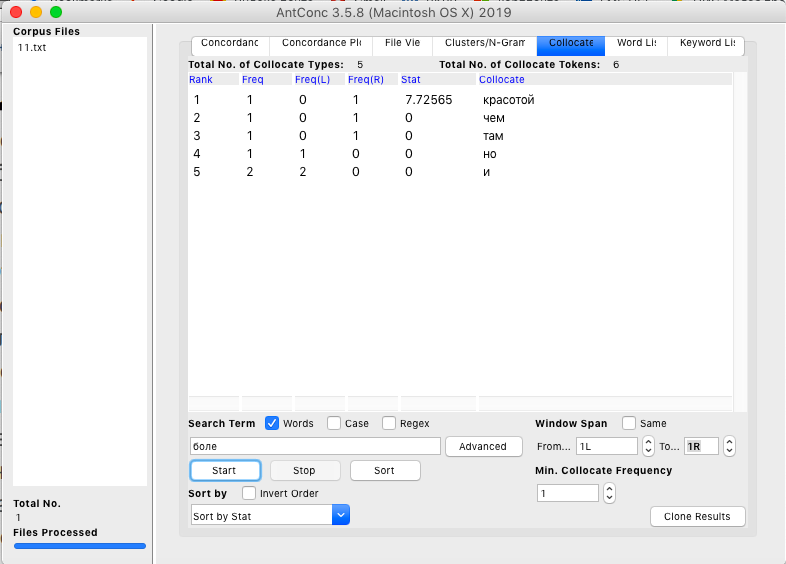 AntConc 3.5.8 (Macintosh OS X) 2019
Corpus Files
11.txt
Concordanc Concordance Plo File Vie Clusters/N-Gram Collocate Word Lis Keyword Lis
Total No. of Collocate Types: 5 Total No. of Collocate Tokens: 6
Rank Freq Freq(L) Freq(R) Stat Collocate
1 1 0 1 7.72565 красотой
2 1 0 1 0 чем
3 1 0 1 0 там
4 1 1 0 0 но
5 2 2 0 0 и
Search Term Words Case Regex Window Span Same
боле Advanced From... 1L To... 1R
Start Stop Sort Min. Collocate Frequency
Sort by Invert Order 1
Sort by Stat Clone Results
Total No.
1
Files Processed